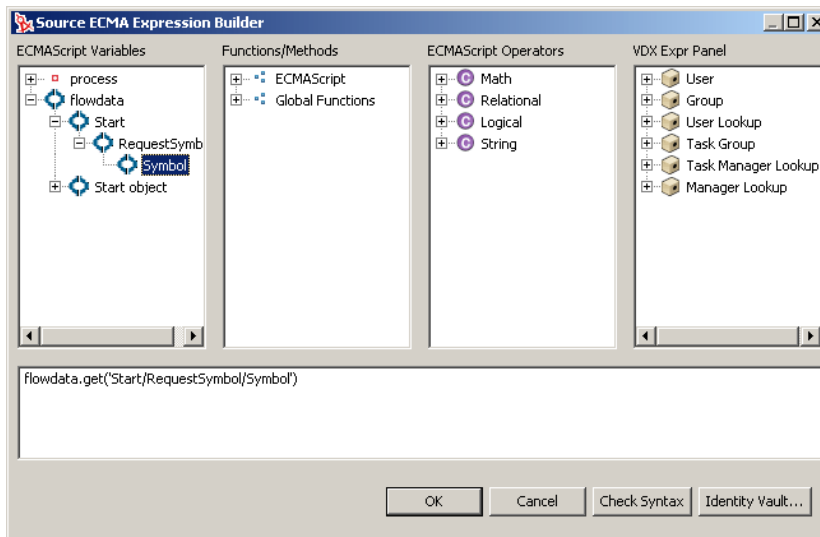 Source ECMA Expression Builder
ECMAScript Variables
Functions/Methods
ECMAScript Operators
VDX Expr Panel
process
flowdata
Start
RequestSymb
Symbol
Start object
ECMAScript
Global Functions
Math
Relational
Logical
String
User
Group
User Lookup
Task Group
Task Manager Lookup
Manager Lookup
flowdata.get('Start/RequestSymbol/Symbol')
OK
Cancel
Check Syntax
Identity Vault...